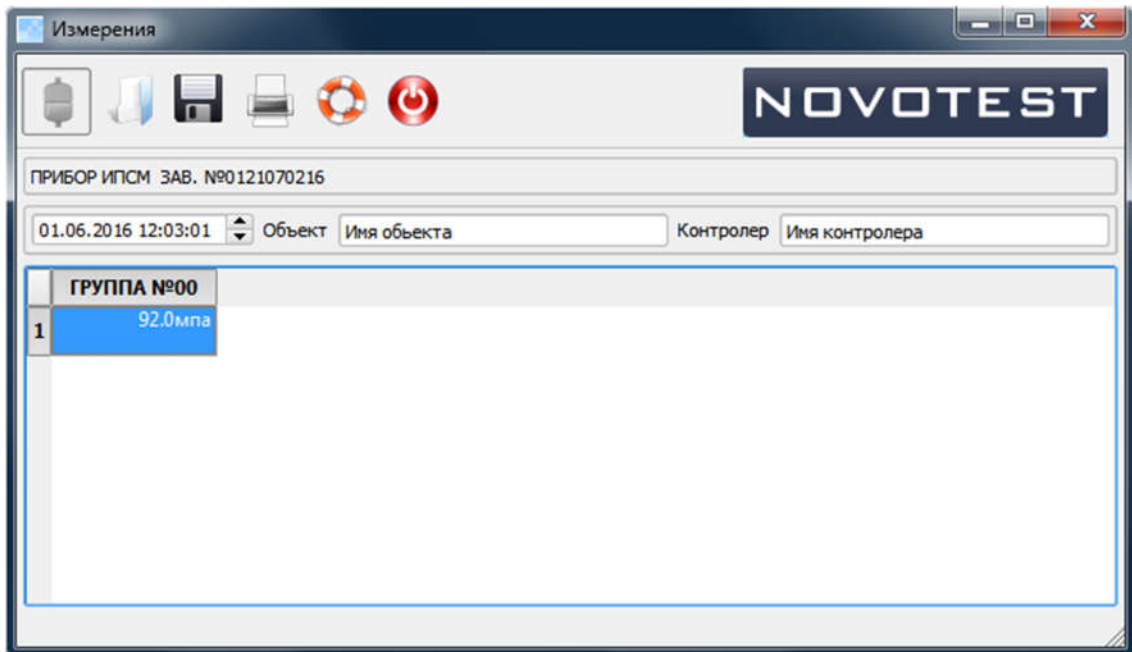 Измерения
NOVOTEST
ПРИБОР ИПСМ ЗАВ. №0121070216
01.06.2016 12:03:01 Объект Имя обьекта Контролер Имя контролера
ГРУППА №00
1 92.0мпа